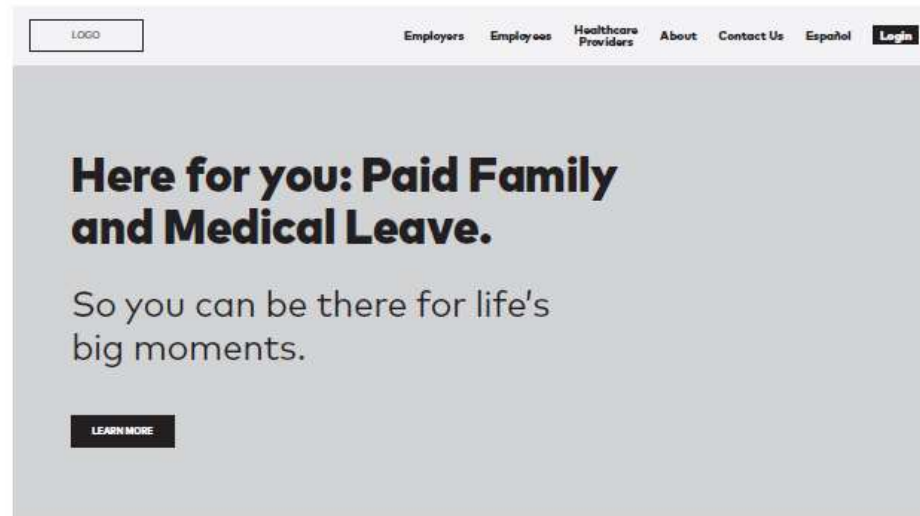 LOGO
Employers Employees Healthcare Providers About Contact Us Español Login
Here for you: Paid Family
and Medical Leave.
So you can be there for life's
big moments.
LEARN MORE